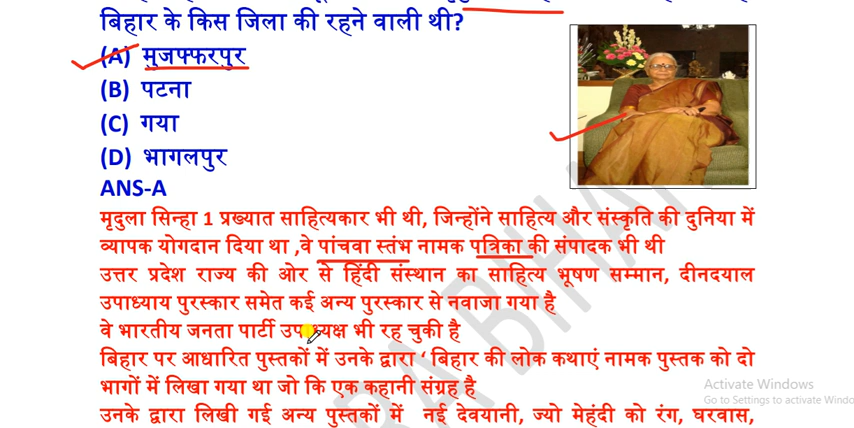 बिहार के किस जिला की रहने वाली थी?
(A) मुजफ्फरपुर
(B) पटना
(C) गया
(D) भागलपुर
ANS-A
मृदुला सिन्हा 1 प्रख्यात साहित्यकार भी थी, जिन्होंने साहित्य और संस्कृति की दुनिया में
व्यापक योगदान दिया था ,वे पांचवा स्तंभ नामक पत्रिका की संपादक भी थी
उत्तर प्रदेश राज्य की ओर से हिंदी संस्थान का साहित्य भूषण सम्मान, दीनदयाल
उपाध्याय पुरस्कार समेत कई अन्य पुरस्कार से नवाजा गया है
वे भारतीय जनता पार्टी उपाध्यक्ष भी रह चुकी है
बिहार पर आधारित पुस्तकों में उनके द्वारा ‘ बिहार की लोक कथाएं नामक पुस्तक को दो
भागों में लिखा गया था जो कि एक कहानी संग्रह है
Activate Windows
Go to Settings to activate Windo
उनके द्वारा लिखी गई अन्य पुस्तकों में नई देवयानी, ज्यो मेहंदी को रंग, घरवास,